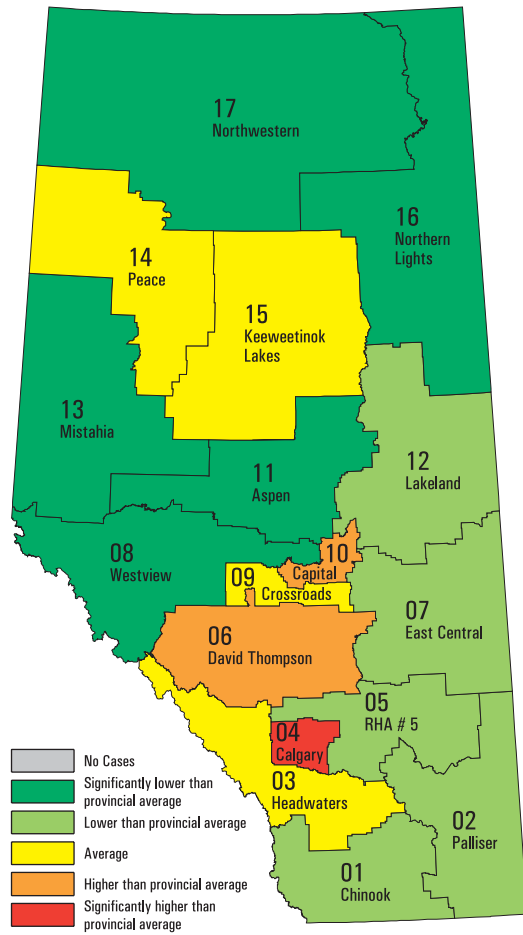 17
Northwestern
16
Northern
Lights
14
Peace
15
Keeweetinok
Lakes
13
Mistahia
12
Lakeland
11
Aspen
10
Capital
08
Westview
09
Crossroads
07
East Central
06
David Thompson
05
RHA # 5
04
Calgary
03
Headwaters
02
Palliser
01
Chinook
No Cases
Significantly lower than
provincial average
Lower than provincial average
Average
Higher than provincial average
Significantly higher than
provincial average